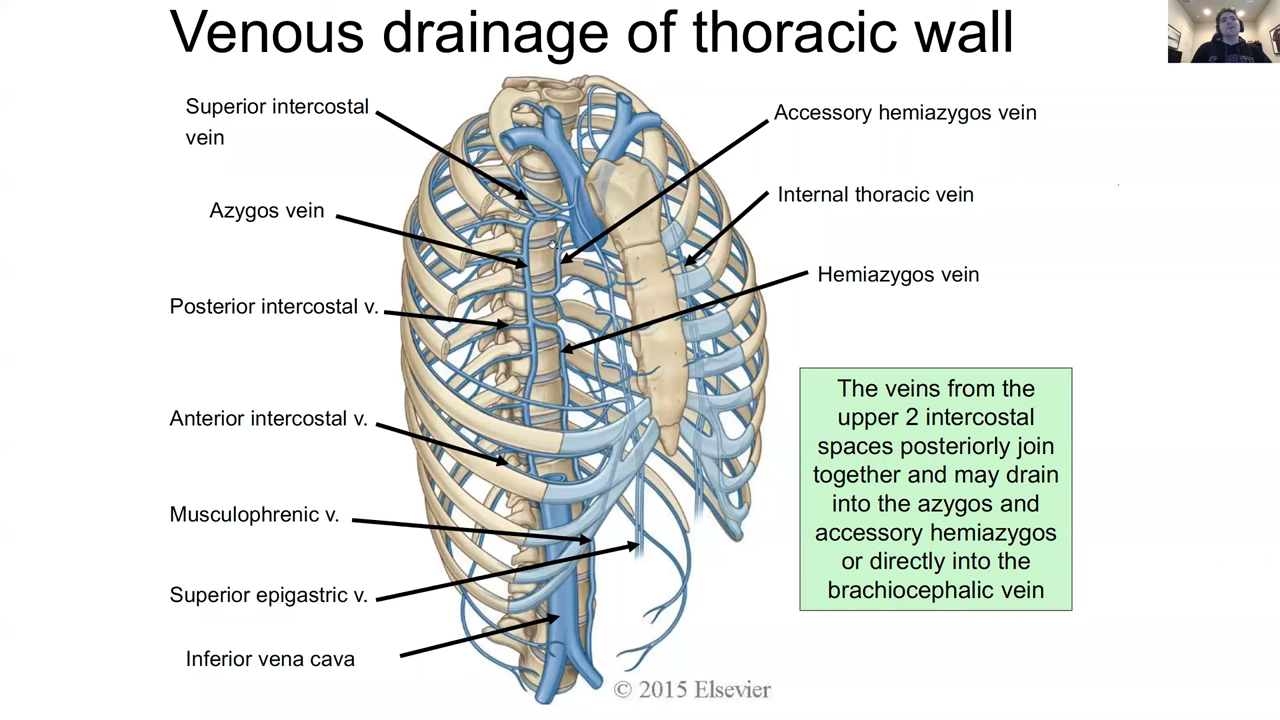 Venous drainage of thoracic wall
Superior intercostal
vein
Azygos vein
Posterior intercostal v.
Anterior intercostal v.
Musculophrenic v.
Superior epigastric v.
Inferior vena cava
Accessory hemiazygos vein
Internal thoracic vein
Hemiazygos vein
The veins from the
upper 2 intercostal
spaces posteriorly join
together and may drain
into the azygos and
accessory hemiazygos
or directly into the
brachiocephalic vein
© 2015 Elsevier